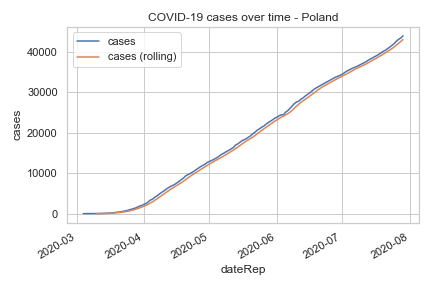 COVID-19 cases over time - Poland
cases
cases (rolling)
40000
30000
20000
10000
0
cases
2020-03
2020-04
2020-05
2020-06
2020-07
2020-08
dateRep